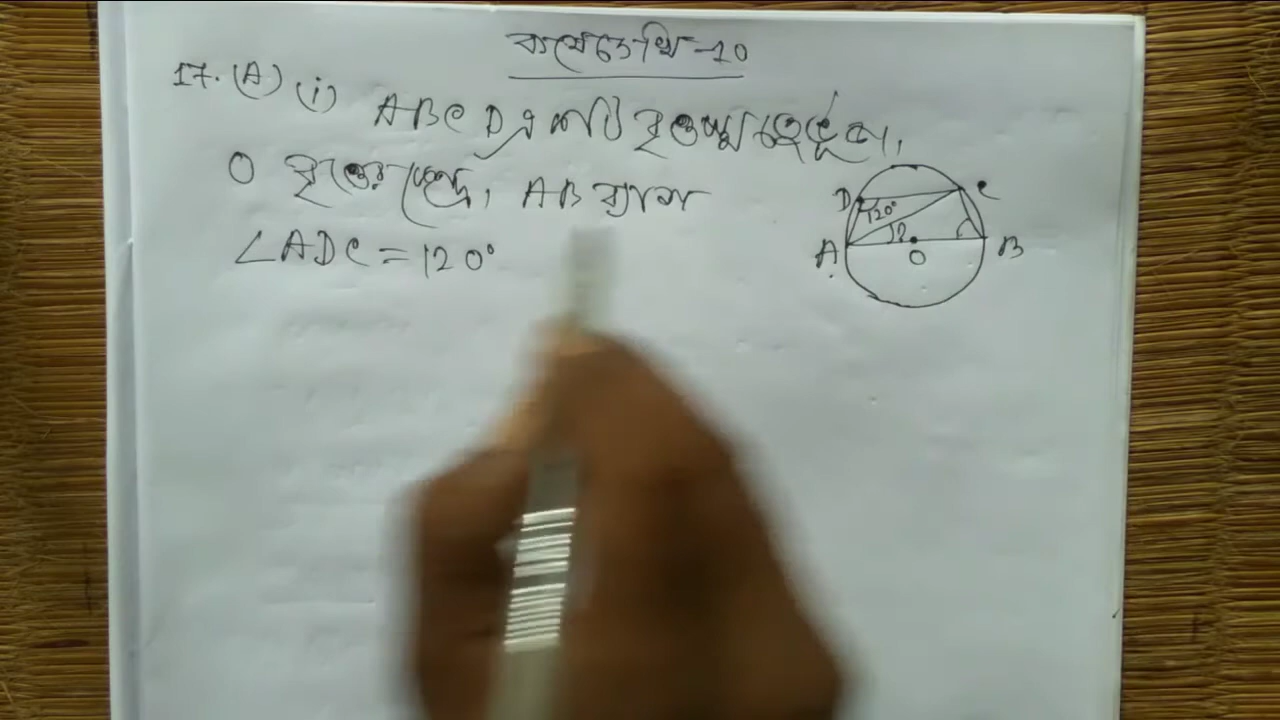 কষে দেখি-10
17. (A) (i) ABCD একটি বৃত্তস্থ চতুর্ভুজ।
O বৃত্তের কেন্দ্র, AB ব্যাস
∠ADC = 120°
D C
120°
?
A O B